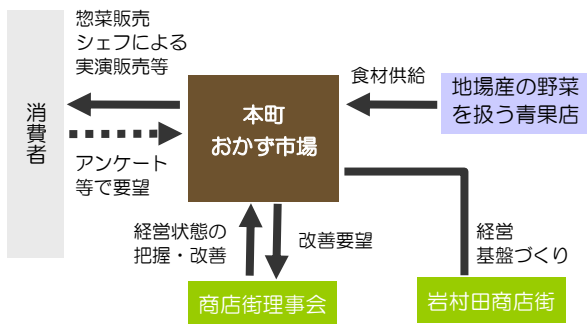 惣菜販売
シェフによる
実演販売等
消費者
アンケート
等で要望
本町
おかず市場
食材供給
地場産の野菜
を扱う青果店
経営状態の
把握・改善
改善要望
経営
基盤づくり
商店街理事会
岩村田商店街